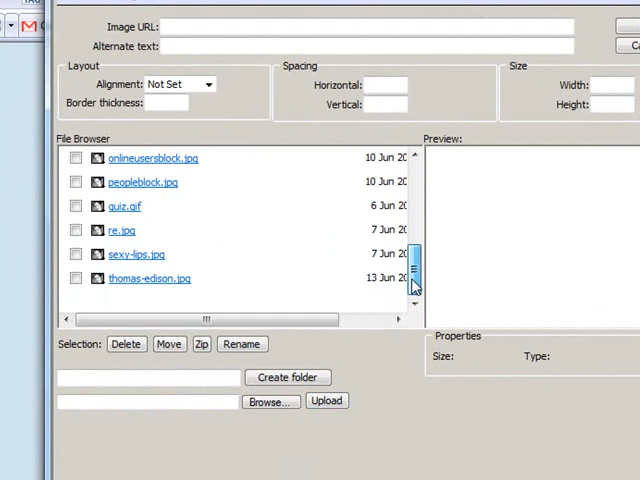 TAG
Image URL:
Alternate text:
Ca
Layout
Alignment: Not Set
Border thickness:
Spacing
Horizontal:
Vertical:
Size
Width:
Height:
File Browser
Preview:
onlineusersblock.jpg 10 Jun 20
peopleblock.jpg 10 Jun 20
quiz.gif 6 Jun 20
re.jpg 7 Jun 20
sexy-lips.jpg 7 Jun 20
thomas-edison.jpg 13 Jun 20
Selection: Delete Move Zip Rename
Properties
Size: Type:
Create folder
Browse... Upload